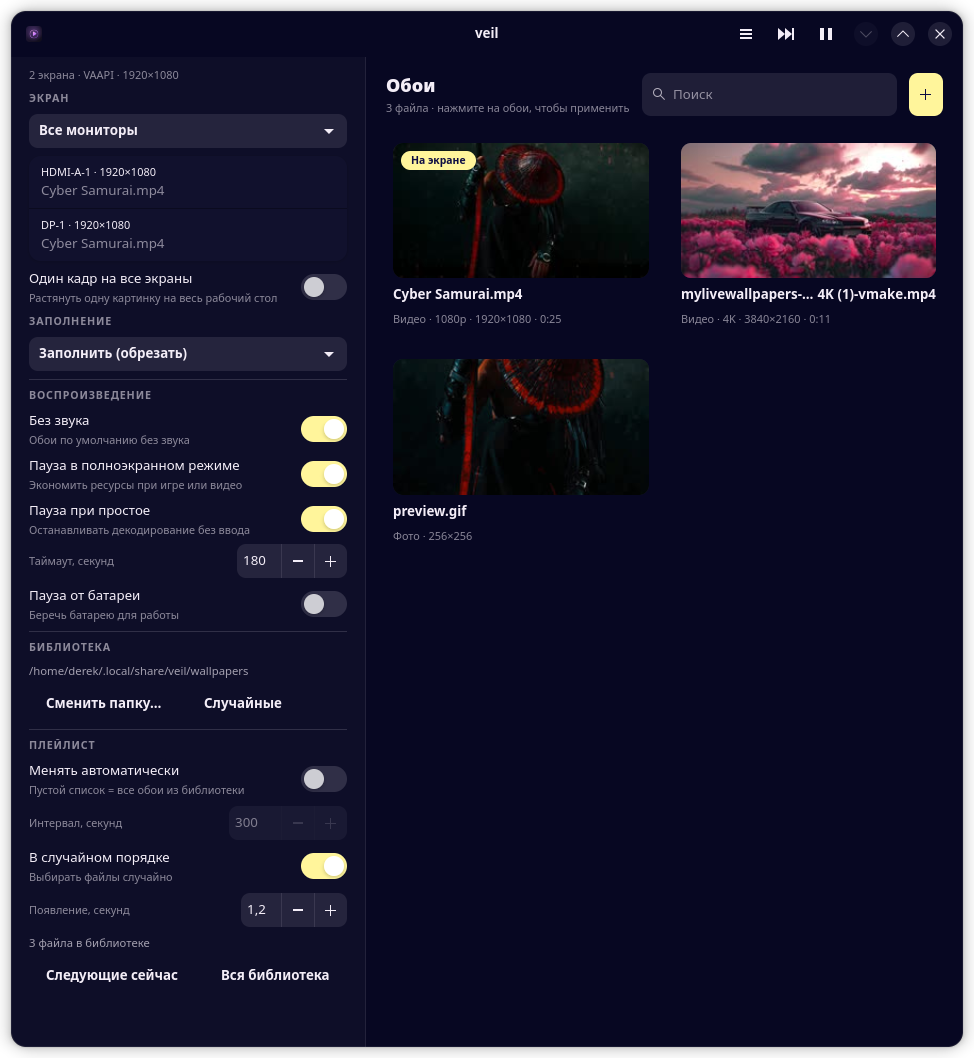 veil
2 экрана · VAAPI · 1920×1080
ЭКРАН
Все мониторы
HDMI-A-1 · 1920×1080
Cyber Samurai.mp4
DP-1 · 1920×1080
Cyber Samurai.mp4
Один кадр на все экраны
Растянуть одну картинку на весь рабочий стол
ЗАПОЛНЕНИЕ
Заполнить (обрезать)
ВОСПРОИЗВЕДЕНИЕ
Без звука
Обои по умолчанию без звука
Пауза в полноэкранном режиме
Экономить ресурсы при игре или видео
Пауза при простое
Останавливать декодирование без ввода
Таймаут, секунд
180
Пауза от батареи
Беречь батарею для работы
БИБЛИОТЕКА
/home/derek/.local/share/veil/wallpapers
Сменить папку...
Случайные
ПЛЕЙЛИСТ
Менять автоматически
Пустой список = все обои из библиотеки
Интервал, секунд
300
В случайном порядке
Выбирать файлы случайно
Появление, секунд
1,2
3 файла в библиотеке
Следующие сейчас
Вся библиотека
Обои
3 файла · нажмите на обои, чтобы применить
Поиск
На экране
Cyber Samurai.mp4
Видео · 1080p · 1920×1080 · 0:25
mylivewallpapers-... 4K (1)-vmake.mp4
Видео · 4K · 3840×2160 · 0:11
preview.gif
Фото · 256×256